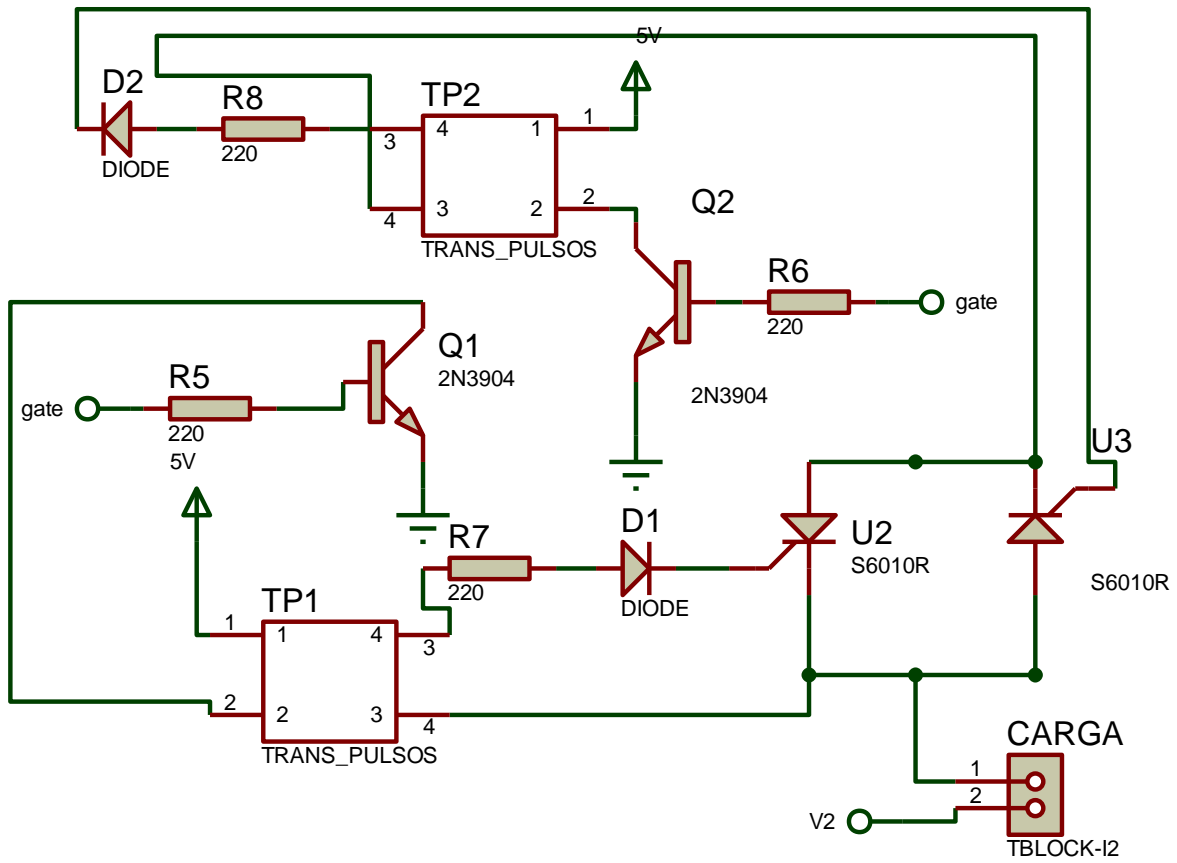 5V
D2
DIODE
R8
220
TP2
3
4
4
3
1
2
1
2
TRANS_PULSOS
Q2
2N3904
R6
220
gate
Q1
2N3904
gate
R5
220
5V
R7
220
D1
DIODE
U2
S6010R
U3
S6010R
TP1
1
2
1
2
4
3
3
4
TRANS_PULSOS
CARGA
1
2
V2
TBLOCK-I2